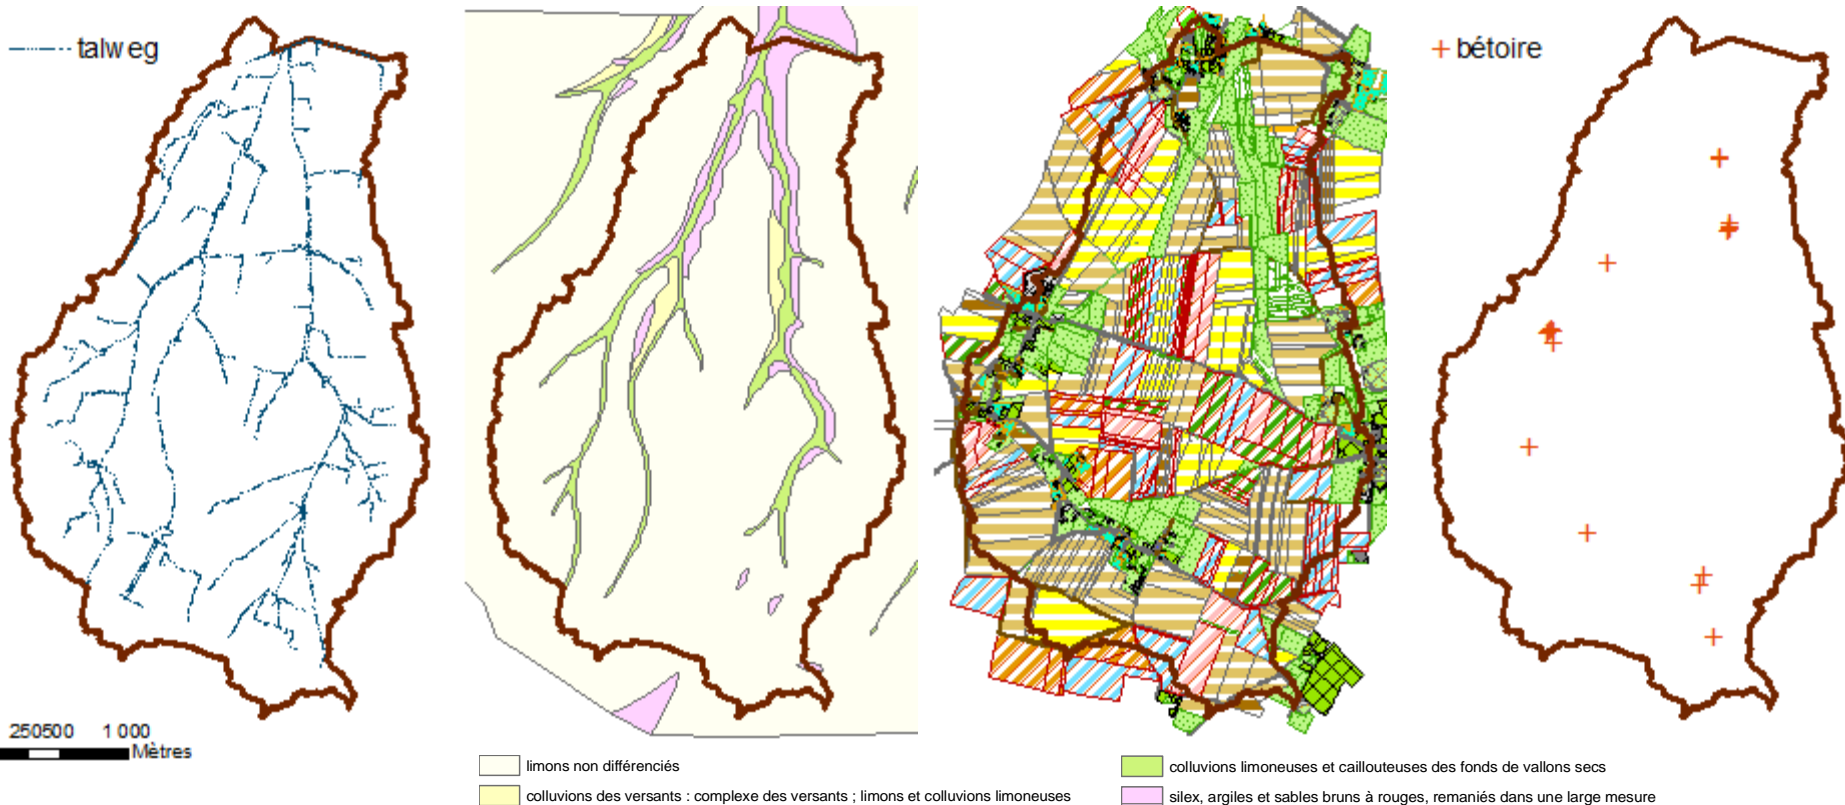 talweg
bétoire
250500 1 000
Mètres
limons non différenciés
colluvions limoneuses et caillouteuses des fonds de vallons secs
colluvions des versants : complexe des versants ; limons et colluvions limoneuses
silex, argiles et sables bruns à rouges, remaniés dans une large mesure